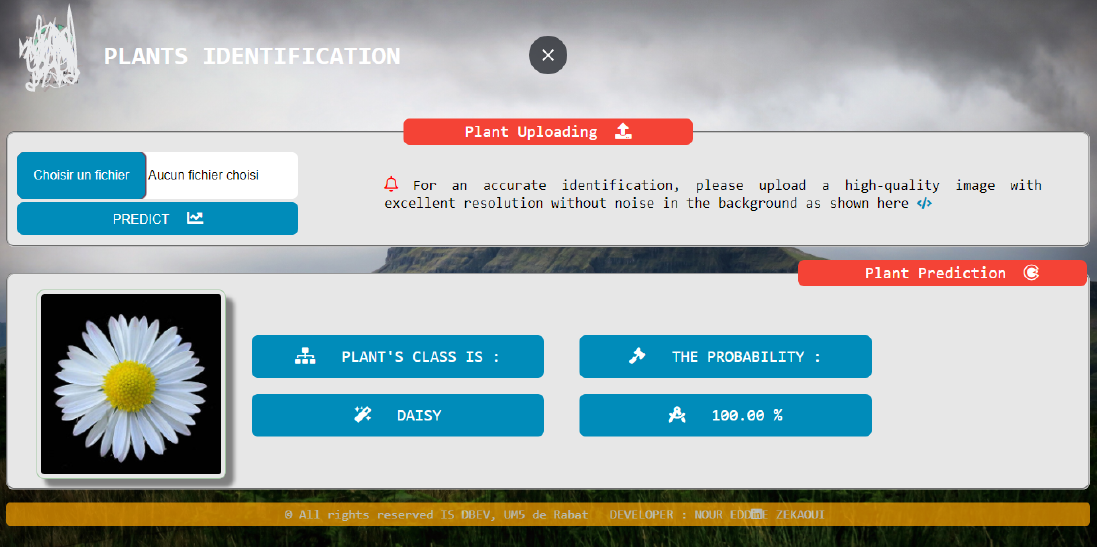 PLANTS IDENTIFICATION
Plant Uploading
Choisir un fichier Aucun fichier choisi
PREDICT
For an accurate identification, please upload a high-quality image with
excellent resolution without noise in the background as shown here </>
Plant Prediction
PLANT'S CLASS IS :
THE PROBABILITY :
DAISY
100.00 %
© All rights reserved IS DBEV, UM5 de Rabat DEVELOPER : NOUR ZEKAOUI